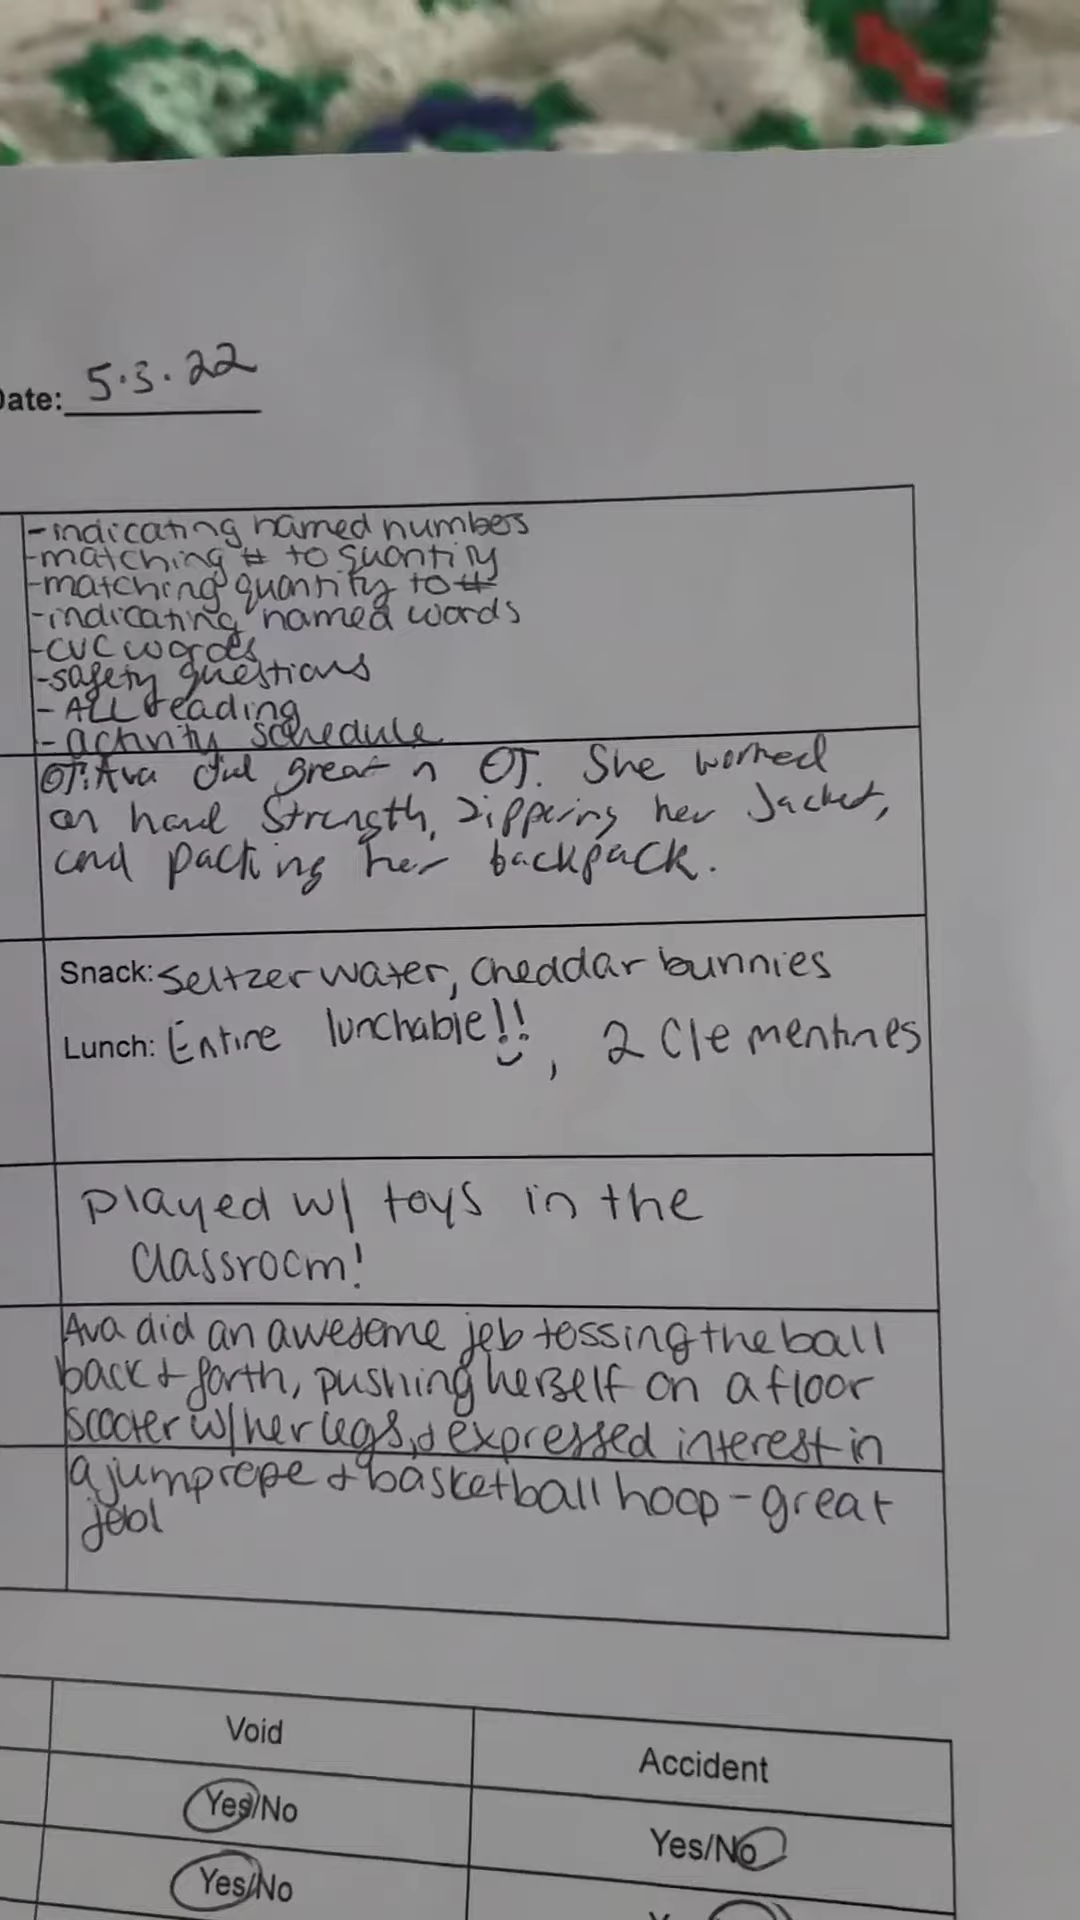 Date: 5.3.22
-indicating named numbers
-matching # to quantity
-matching quantity to #
-indicating named words
-CVC words
-safety questions
-ALL reading
-activity schedule
OT: Ava did great in OT. She worked
on hand strength, zippering her Jacket,
and packing her backpack.
Snack: Seltzer water, cheddar bunnies
Lunch: Entire lunchable!!, 2 Clementines
played w/ toys in the
classroom!
Ava did an awesome job tossing the ball
back + forth, pushing herself on a floor
scooter w/ her legs, + expressed interest in
a jumprope + basketball hoop - great
job!
Void
Accident
Yes/No
Yes/No
Yes/No